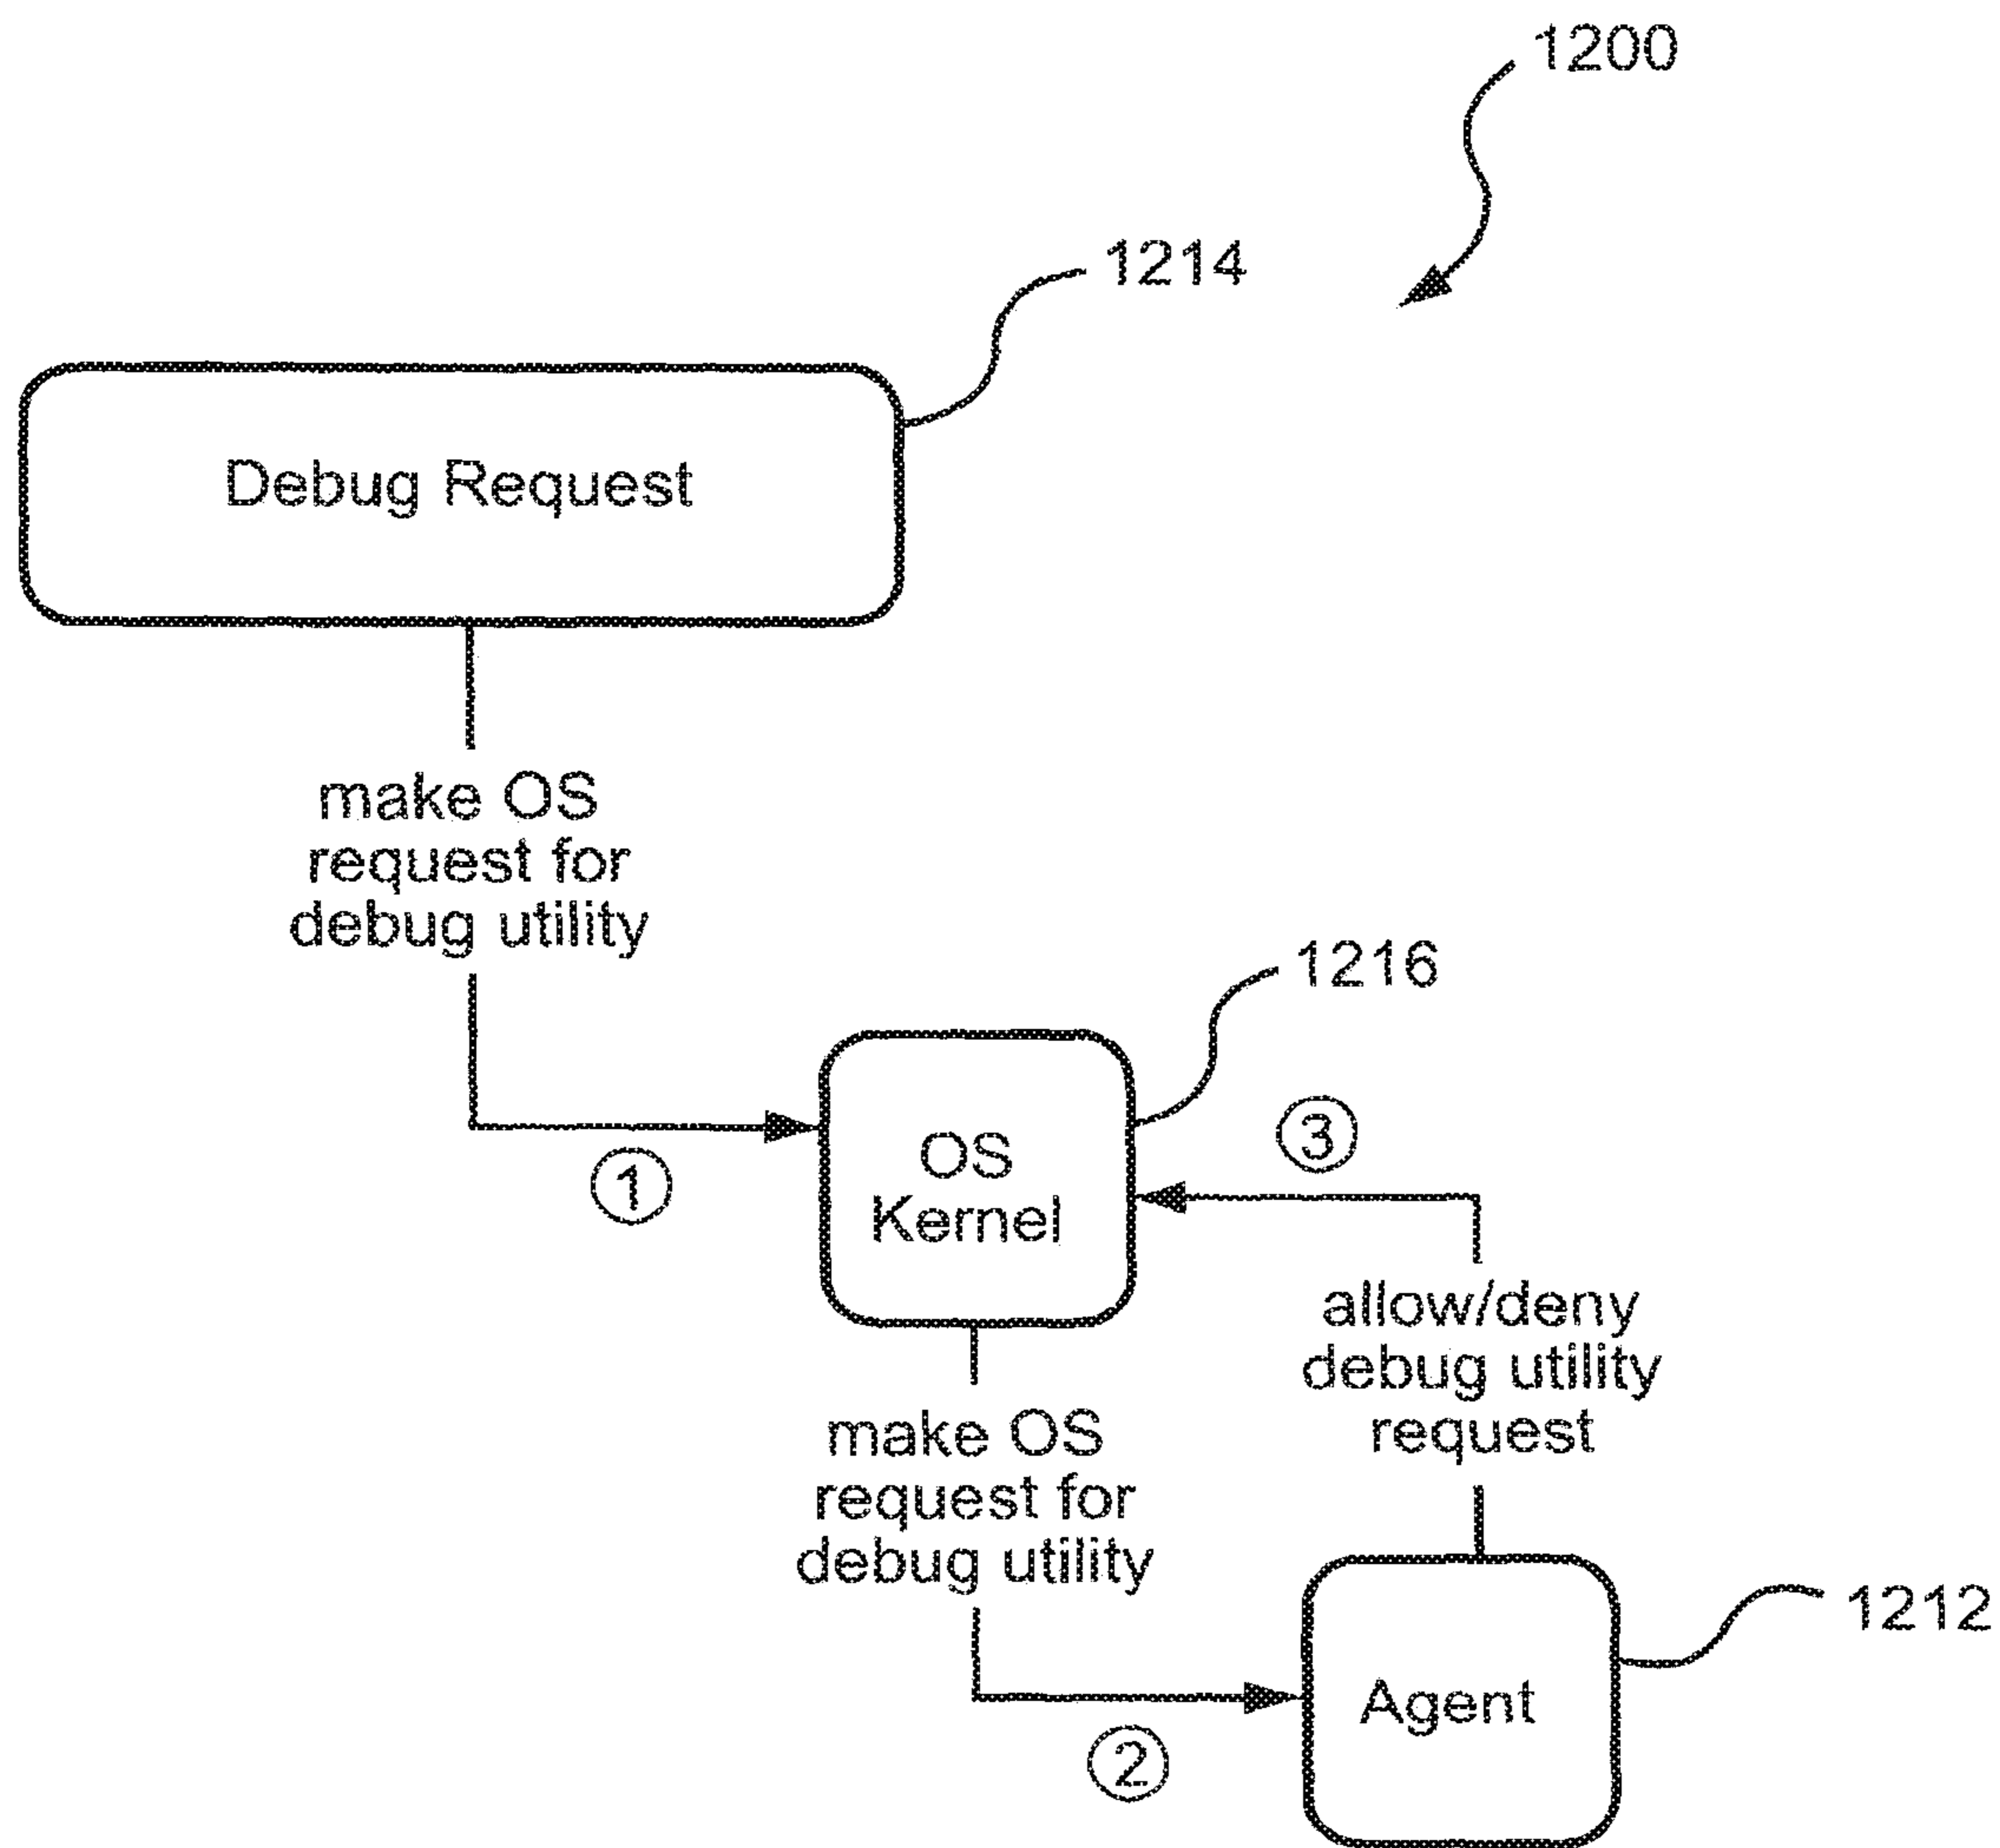 1200
1214
Debug Request
make OS
request for
debug utility
1216
1
OS
Kernel
3
allow/deny
debug utility
request
make OS
request for
debug utility
1212
Agent
2